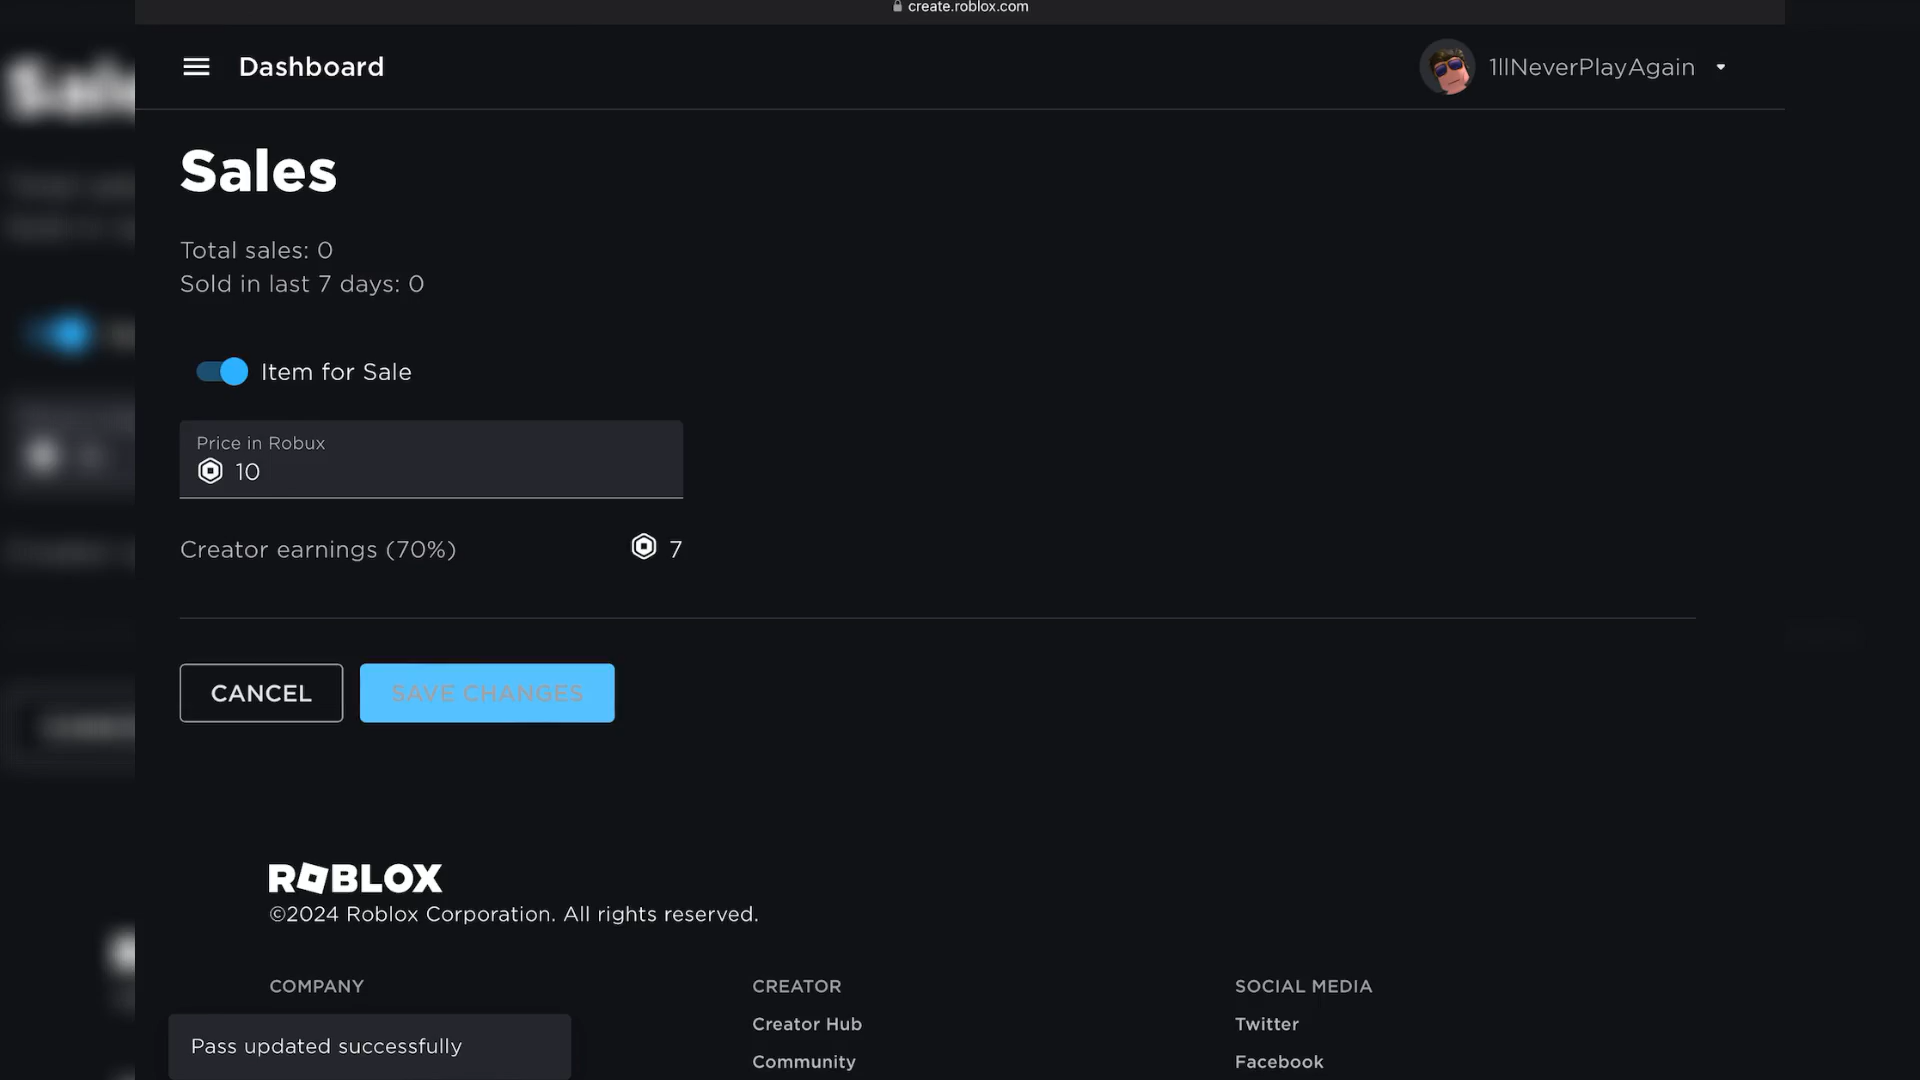 create.roblox.com
Dashboard
1llNeverPlayAgain
Sales
Total sales: 0
Sold in last 7 days: 0
Item for Sale
Price in Robux
10
Creator earnings (70%)
7
CANCEL
SAVE CHANGES
ROBLOX
©2024 Roblox Corporation. All rights reserved.
COMPANY
CREATOR
SOCIAL MEDIA
Creator Hub
Twitter
Pass updated successfully
Community
Facebook